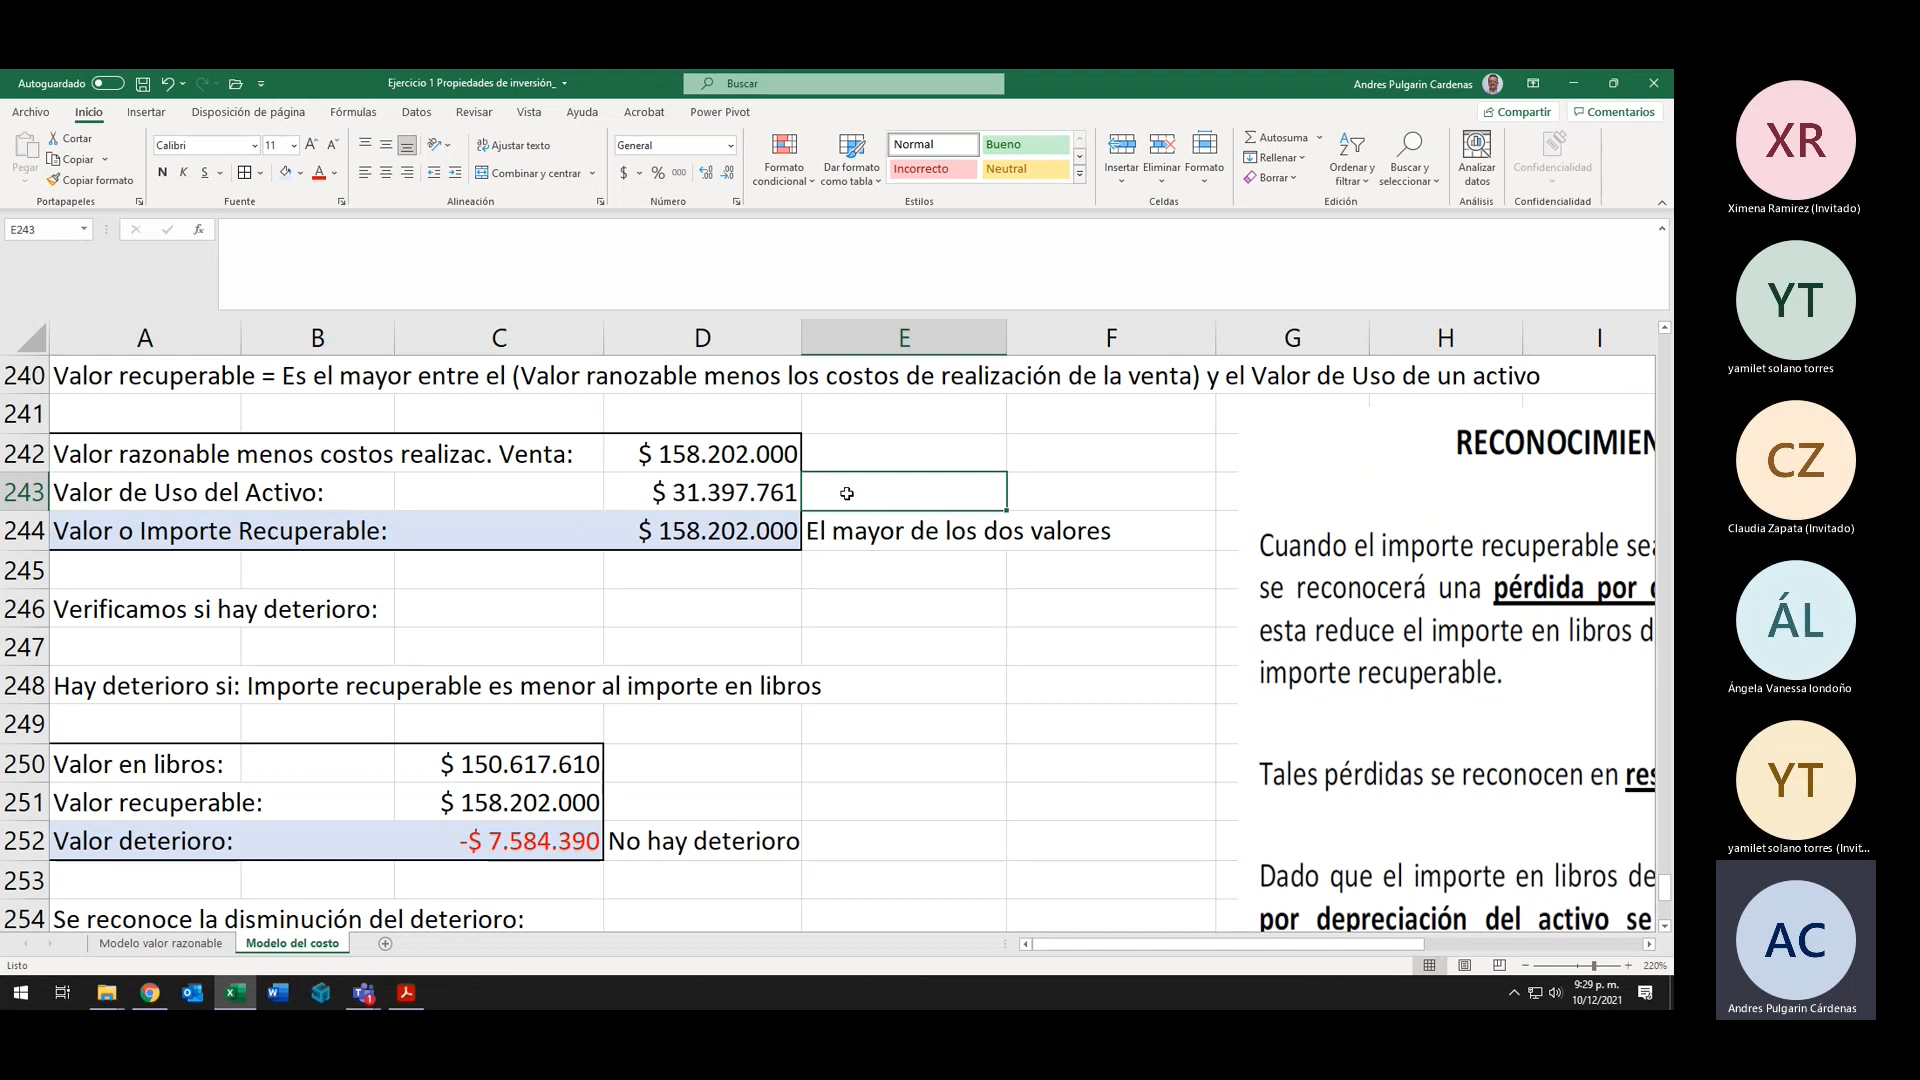 Autoguardado
Ejercicio 1 Propiedades de inversión_
Buscar
Andres Pulgarin Cardenas
Archivo Inicio Insertar Disposición de página Fórmulas Datos Revisar Vista Ayuda Acrobat Power Pivot
Compartir Comentarios
Pegar
Cortar
Copiar
Copiar formato
Portapapeles
Calibri 11
N K S
Fuente
Ajustar texto
Combinar y centrar
Alineación
General
$ % 000
Número
Formato condicional
Dar formato como tabla
Normal Bueno
Incorrecto Neutral
Estilos
Insertar Eliminar Formato
Celdas
Autosuma
Rellenar
Borrar
Ordenar y filtrar
Buscar y seleccionar
Edición
Analizar datos
Análisis
Confidencialidad
Confidencialidad
E243
fx
A B C D E F G H I
240 Valor recuperable = Es el mayor entre el (Valor ranozable menos los costos de realización de la venta) y el Valor de Uso de un activo
241
242 Valor razonable menos costos realizac. Venta: $ 158.202.000
243 Valor de Uso del Activo: $ 31.397.761
244 Valor o Importe Recuperable: $ 158.202.000 El mayor de los dos valores
245
246 Verificamos si hay deterioro:
247
248 Hay deterioro si: Importe recuperable es menor al importe en libros
249
250 Valor en libros: $ 150.617.610
251 Valor recuperable: $ 158.202.000
252 Valor deterioro: -$ 7.584.390 No hay deterioro
253
254 Se reconoce la disminución del deterioro:
RECONOCIMIEN
Cuando el importe recuperable sea
se reconocerá una pérdida por
esta reduce el importe en libros d
importe recuperable.
Tales pérdidas se reconocen en res
Dado que el importe en libros de
por depreciación del activo se
Modelo valor razonable Modelo del costo
Listo
220%
9:29 p. m.
10/12/2021
XR
Ximena Ramirez (Invitado)
YT
yamilet solano torres
CZ
Claudia Zapata (Invitado)
ÁL
Ángela Vanessa londoño
YT
yamilet solano torres (Invit...
AC
Andres Pulgarin Cárdenas